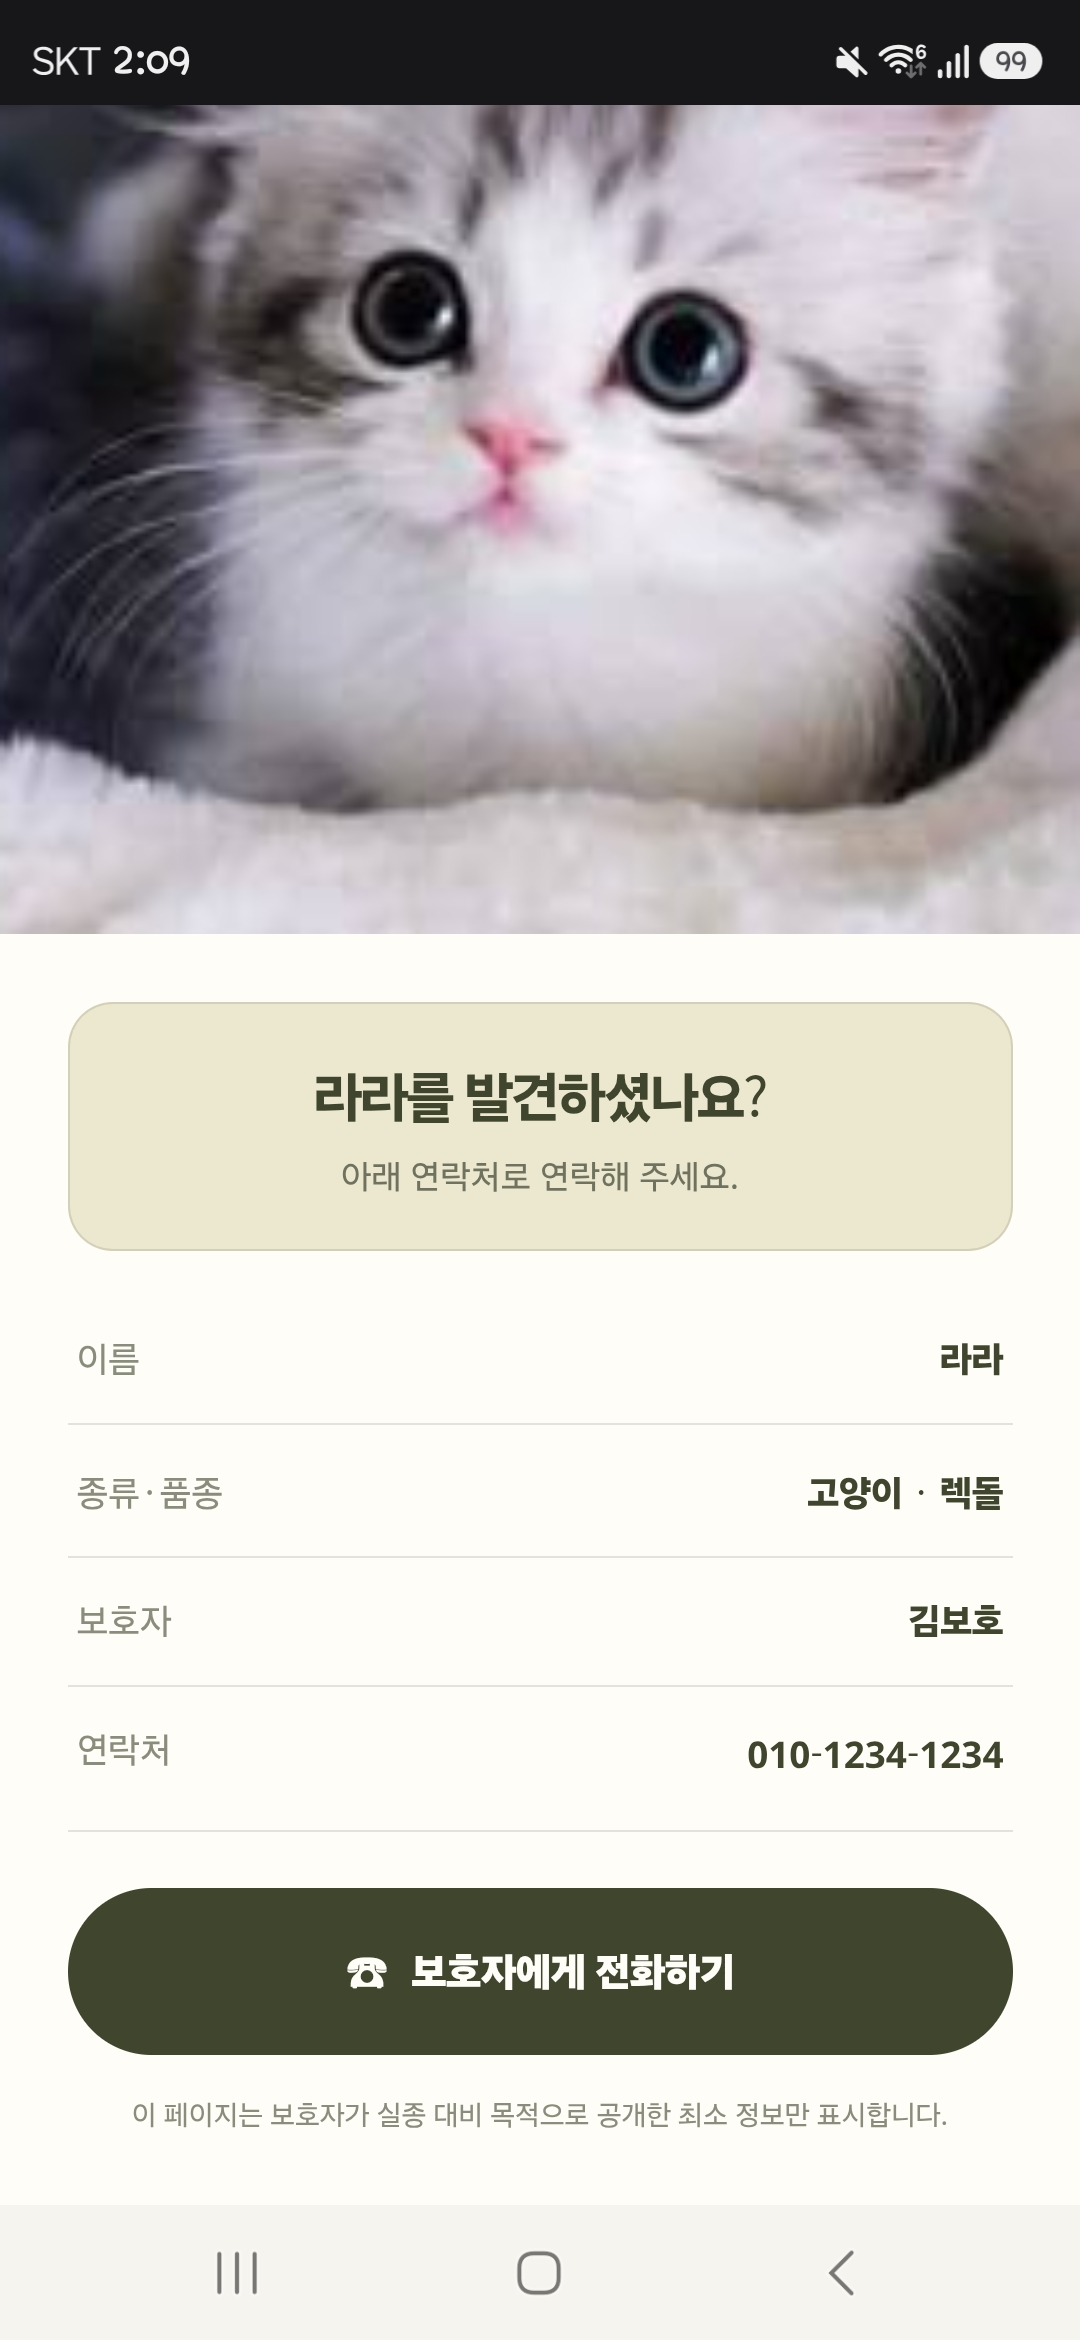 SKT 2:09
6
99
라라를 발견하셨나요?
아래 연락처로 연락해 주세요.
이름
라라
종류·품종
고양이 · 렉돌
보호자
김보호
연락처
010-1234-1234
☎ 보호자에게 전화하기
이 페이지는 보호자가 실종 대비 목적으로 공개한 최소 정보만 표시합니다.